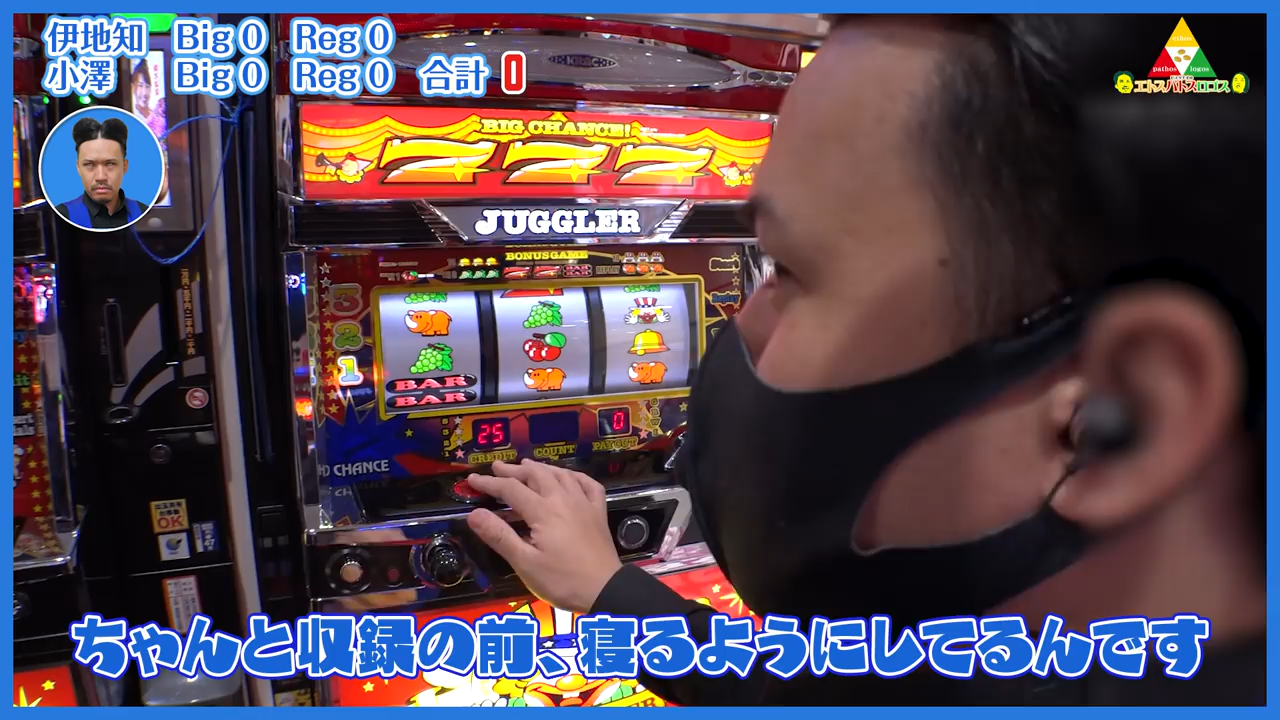 伊地知 Big 0 Reg 0
小澤 Big 0 Reg 0 合計 0
ethos
pathos logos
エトスパトスロゴス
BIG CHANCE!
777
JUGGLER
BONUS GAME
REPLAY
3
2
1
BAR
BAR
25
0
CREDIT COUNT PAYOUT
CHANCE
OK
ちゃんと収録の前、寝るようにしてるんです